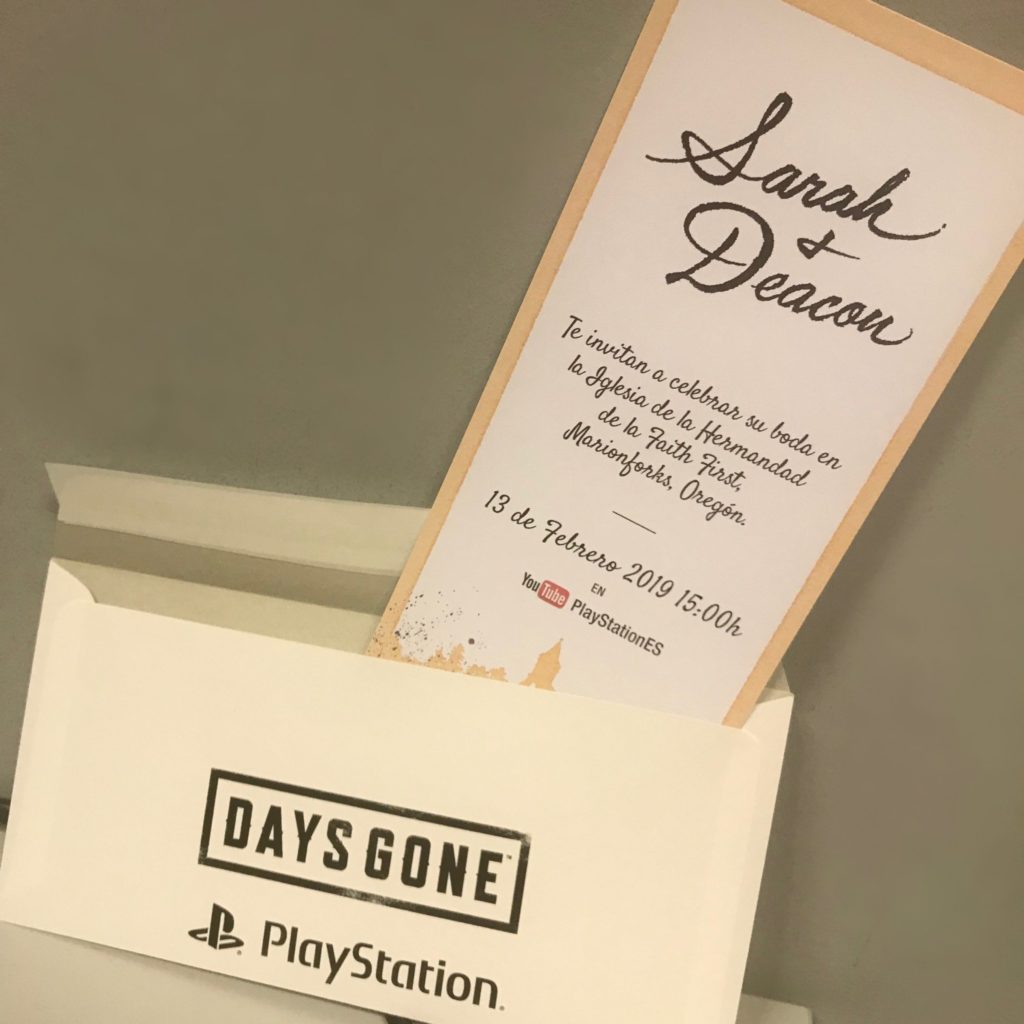 Sarah
+
Deacon
Te invitan a celebrar su boda en
la Iglesia de la Hermandad
de la Faith First,
Marionforks, Oregón.
13 de Febrero 2019 15:00h
EN
YouTube PlayStationES
DAYS GONE™
PlayStation®